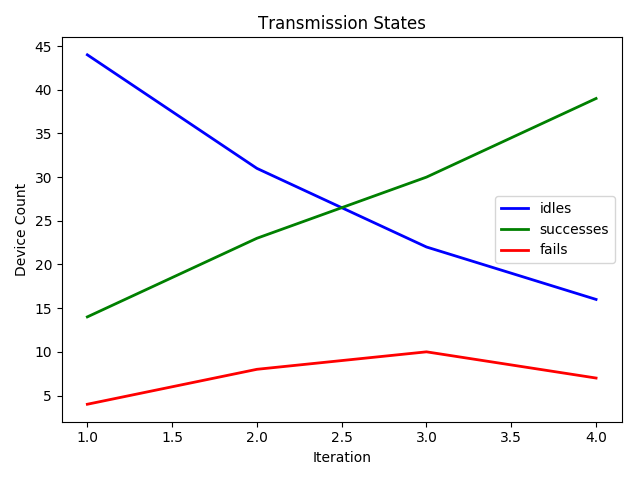 Transmission States
45
40
35
30
25
20
15
10
5
Device Count
idles
successes
fails
1.0 1.5 2.0 2.5 3.0 3.5 4.0
Iteration